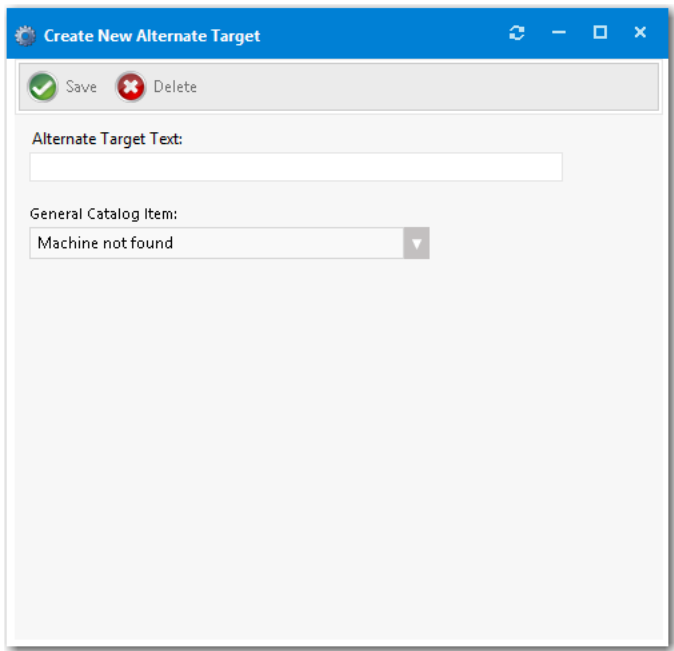 Create New Alternate Target
Save Delete
Alternate Target Text:
General Catalog Item:
Machine not found